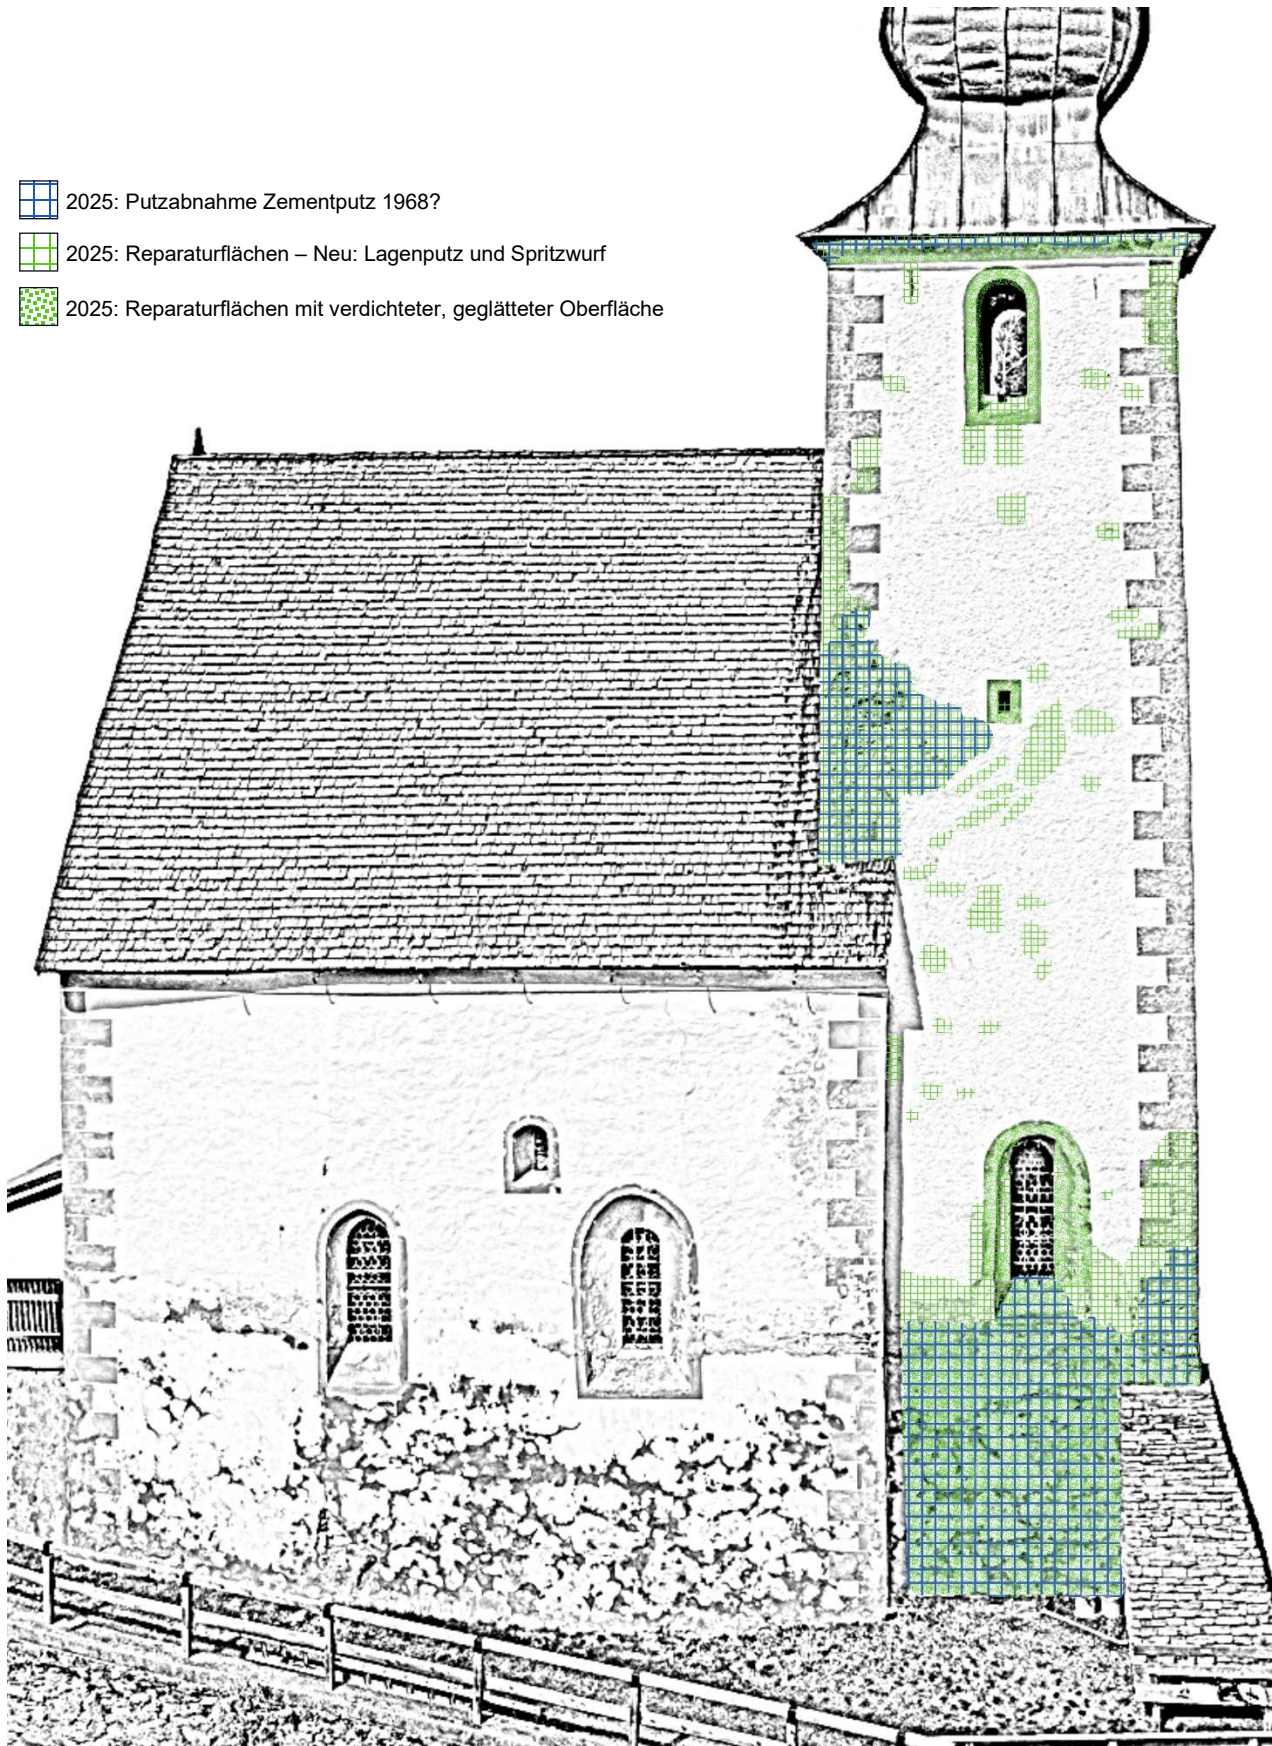 2025: Putzabnahme Zementputz 1968?
2025: Reparaturflächen – Neu: Lagenputz und Spritzwurf
2025: Reparaturflächen mit verdichteter, geglätteter Oberfläche